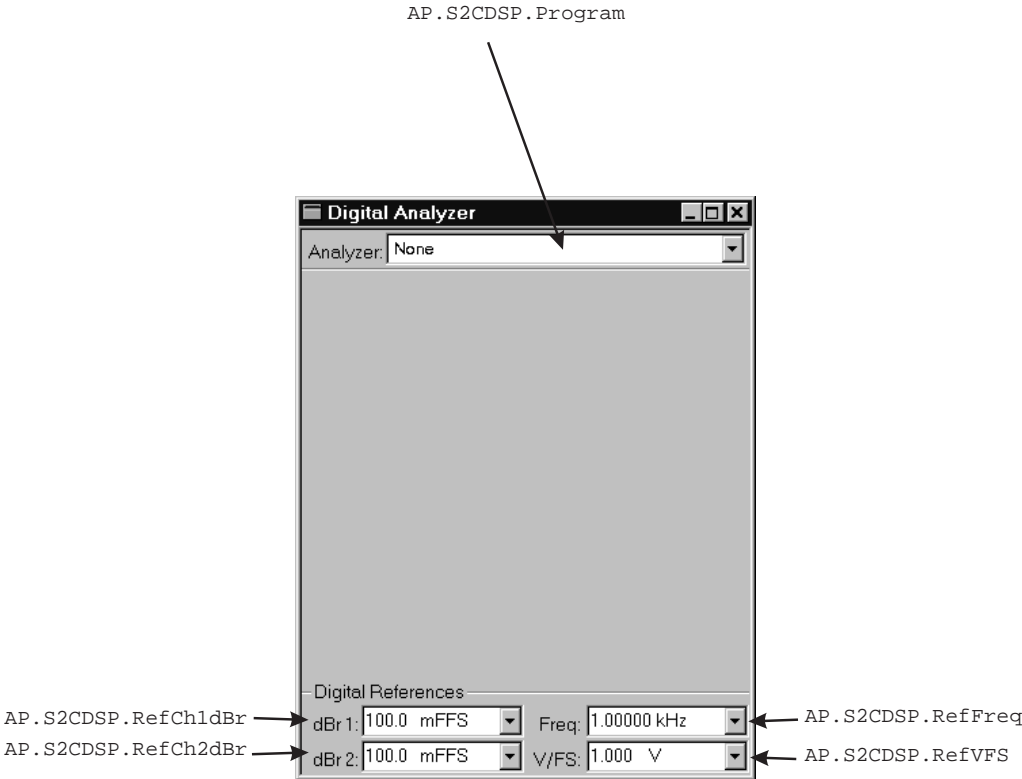 AP.S2CDSP.Program
Digital Analyzer
Analyzer: None
Digital References
AP.S2CDSP.RefCh1dBr dBr 1: 100.0 mFFS Freq: 1.00000 kHz AP.S2CDSP.RefFreq
AP.S2CDSP.RefCh2dBr dBr 2: 100.0 mFFS V/FS: 1.000 V AP.S2CDSP.RefVFS